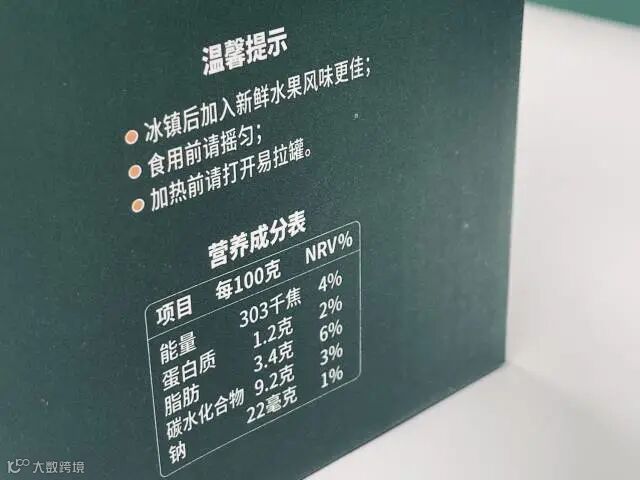 温馨提示
冰镇后加入新鲜水果风味更佳；
食用前请摇匀；
加热前请打开易拉罐。
营养成分表
项目 每100克 NRV%
能量 303千焦 4%
蛋白质 1.2克 2%
脂肪 3.4克 6%
碳水化合物 9.2克 3%
钠 22毫克 1%
大数跨境